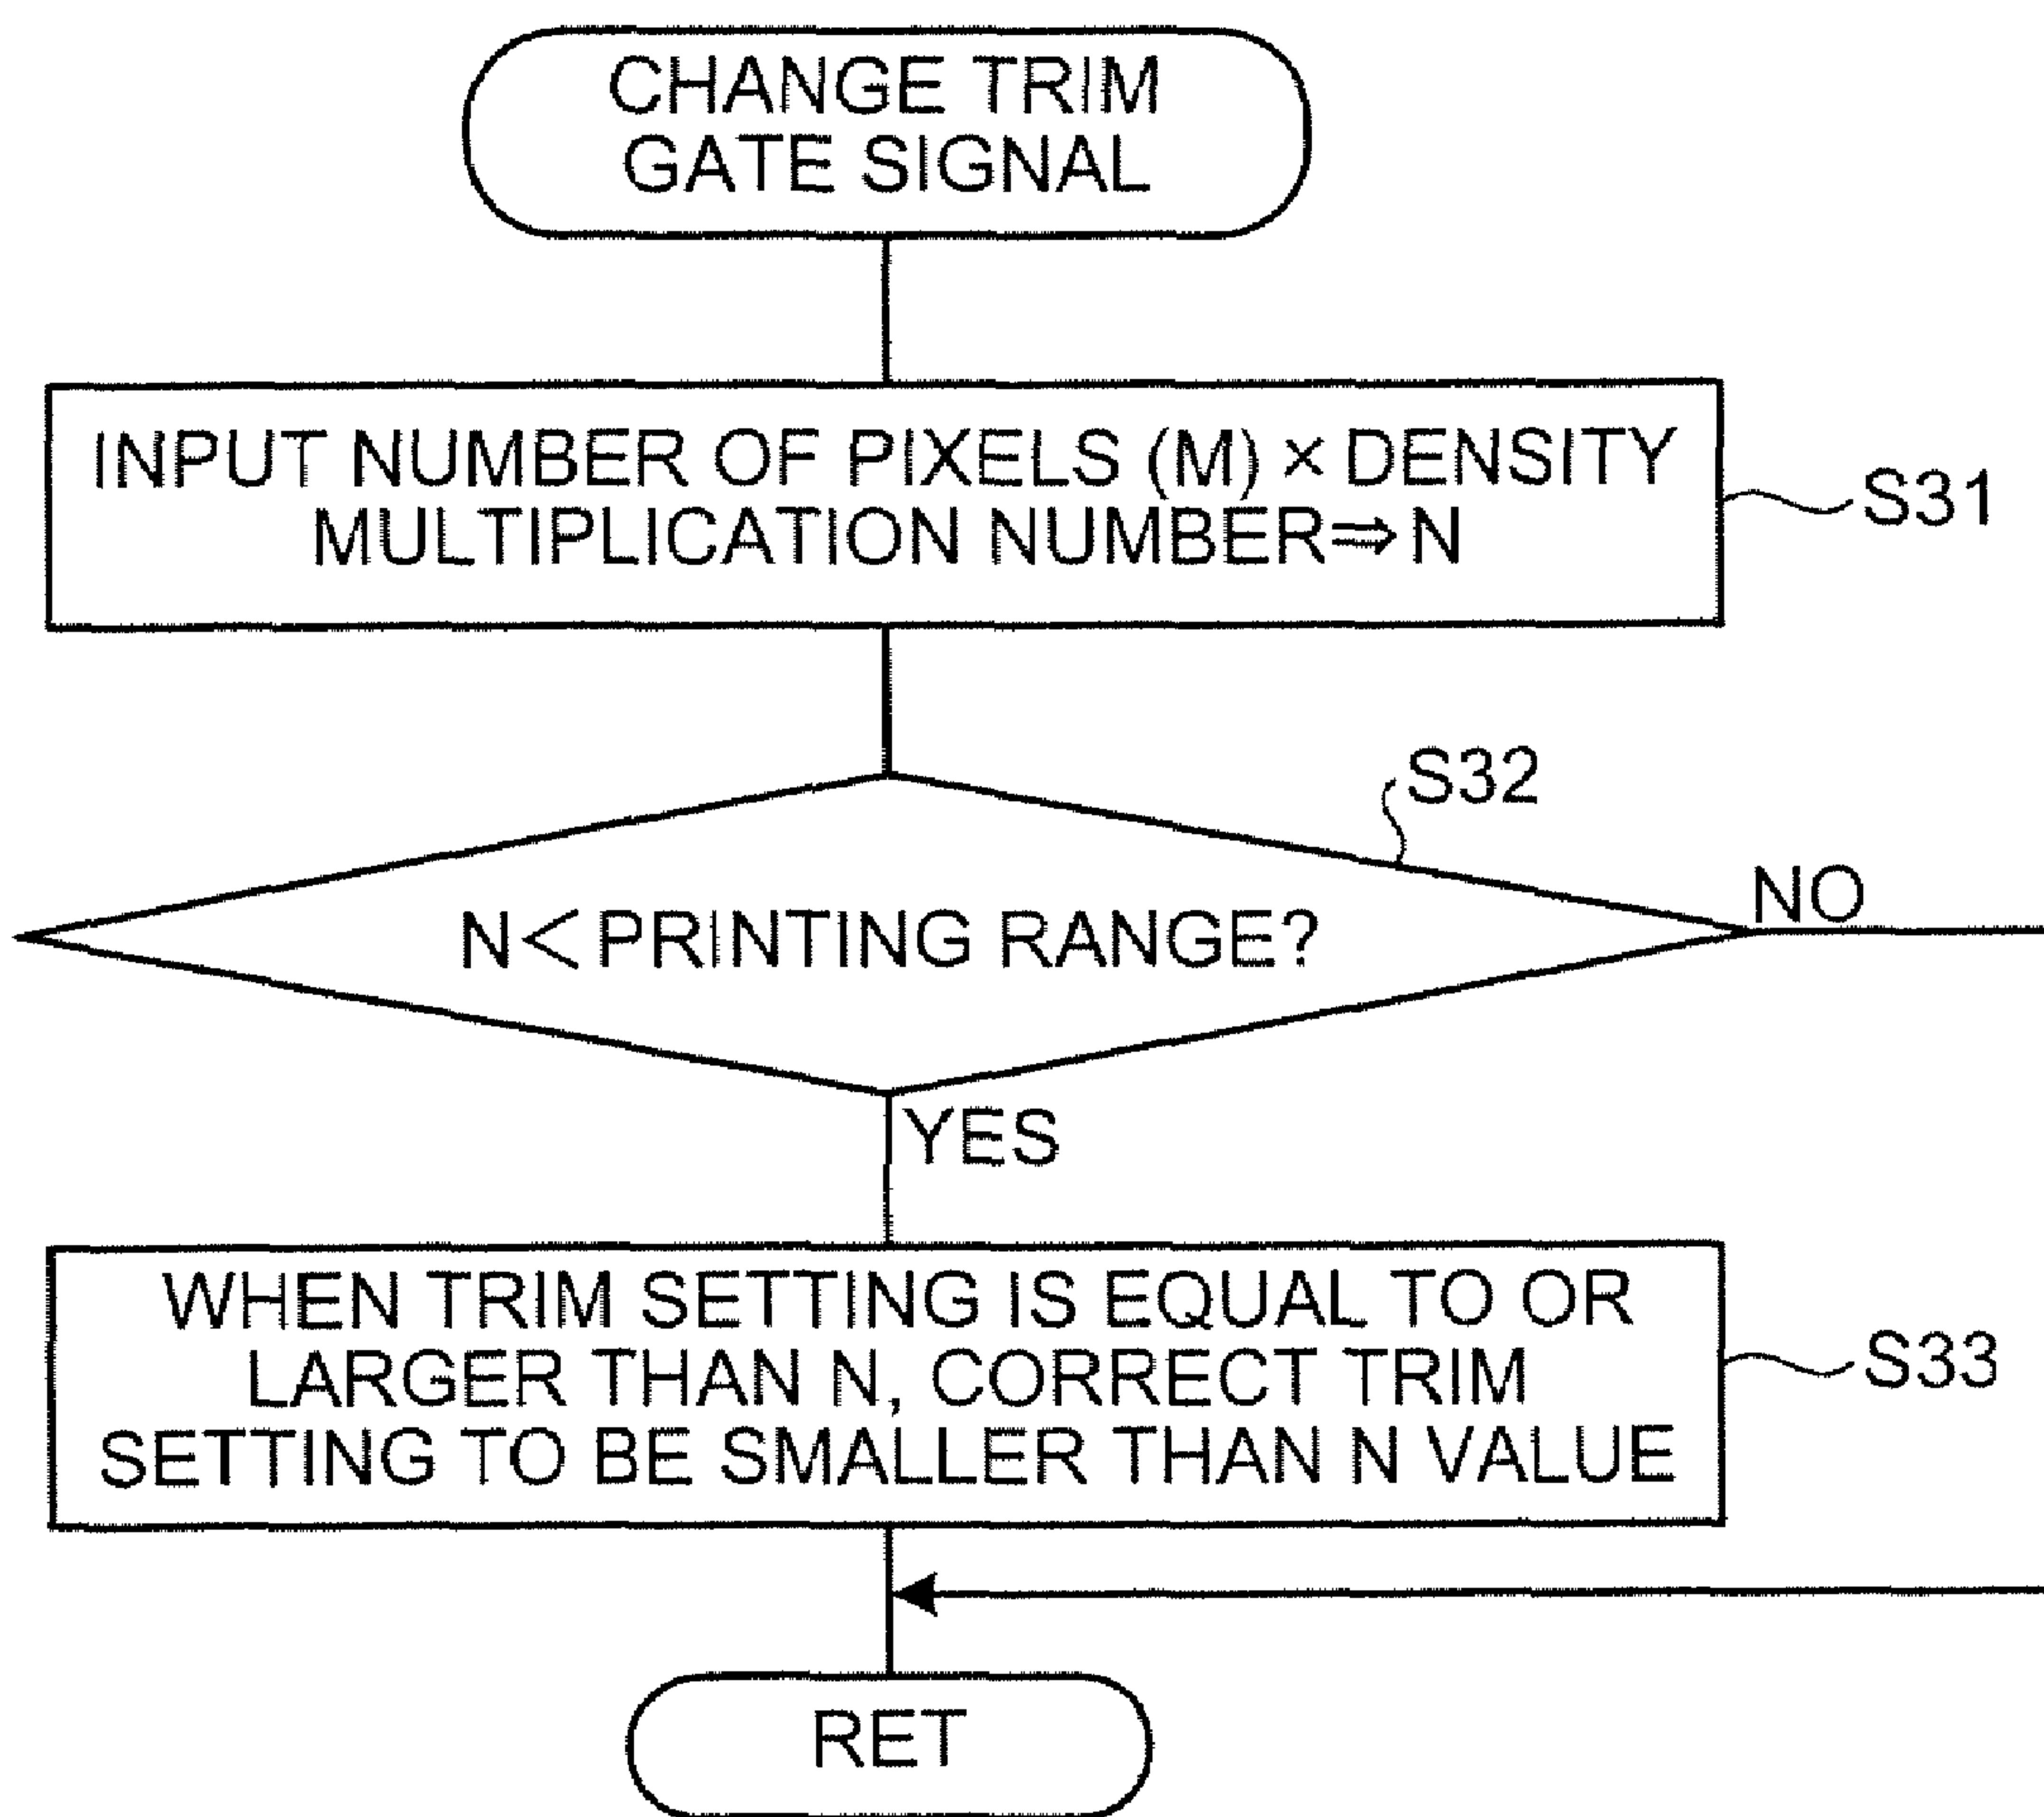 CHANGE TRIM
GATE SIGNAL
INPUT NUMBER OF PIXELS (M) × DENSITY
MULTIPLICATION NUMBER⇒ N
S31
S32
N<PRINTING RANGE?
NO
YES
WHEN TRIM SETTING IS EQUAL TO OR
LARGER THAN N, CORRECT TRIM
SETTING TO BE SMALLER THAN N VALUE
S33
RET